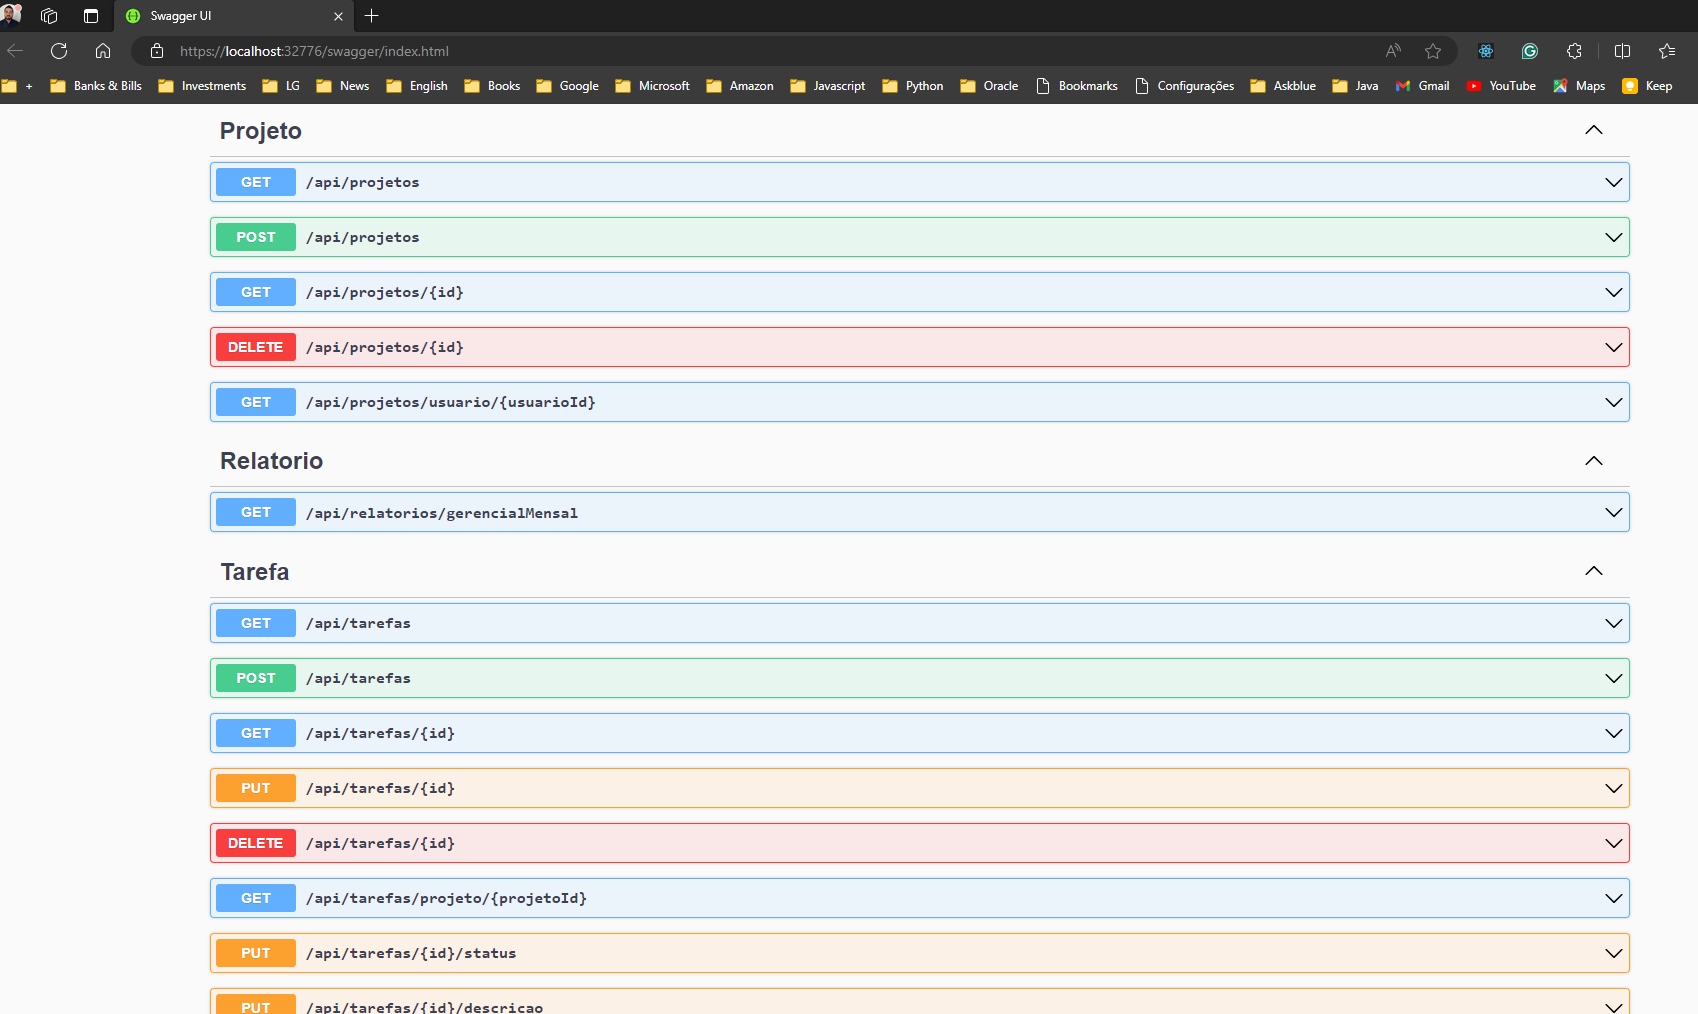 Swagger UI
https://localhost:32776/swagger/index.html
+ Banks & Bills Investments LG News English Books Google Microsoft Amazon Javascript Python Oracle Bookmarks Configurações Askblue Java Gmail YouTube Maps Keep
Projeto
GET /api/projetos
POST /api/projetos
GET /api/projetos/{id}
DELETE /api/projetos/{id}
GET /api/projetos/usuario/{usuarioId}
Relatorio
GET /api/relatorios/gerencialMensal
Tarefa
GET /api/tarefas
POST /api/tarefas
GET /api/tarefas/{id}
PUT /api/tarefas/{id}
DELETE /api/tarefas/{id}
GET /api/tarefas/projeto/{projetoId}
PUT /api/tarefas/{id}/status
PUT /api/tarefas/{id}/descricao